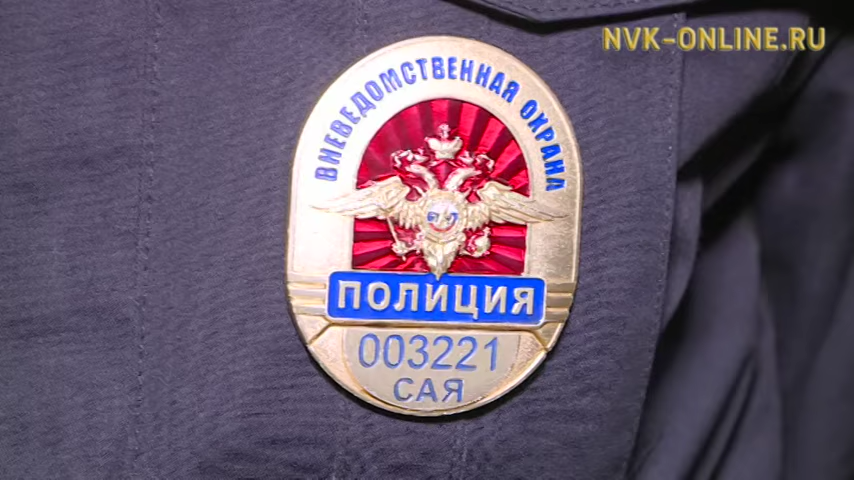 NVK-ONLINE.RU
ВНЕВЕДОМСТВЕННАЯ ОХРАНА
ПОЛИЦИЯ
003221
САЯ